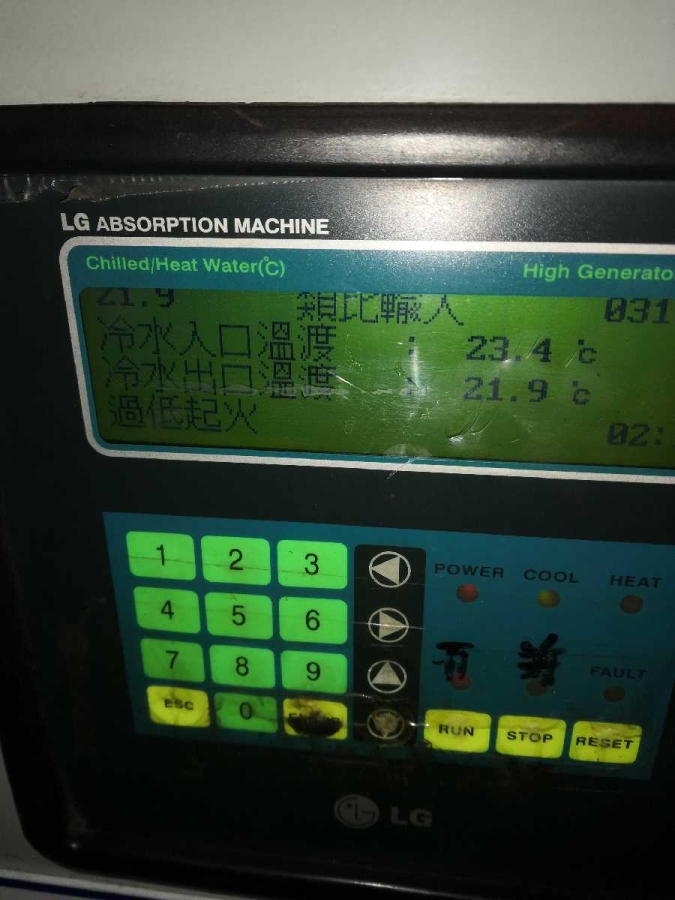 LG ABSORPTION MACHINE
Chilled/Heat Water(℃) High Generato
21.9 類比輸入 031
冷水入口溫渡 : 23.4 ℃
冷水出口溫渡 : 21.9 ℃
過低起火
02:
1 2 3
POWER COOL HEAT
4 5 6
7 8 9
FAULT
ESC 0
RUN STOP RESET
LG